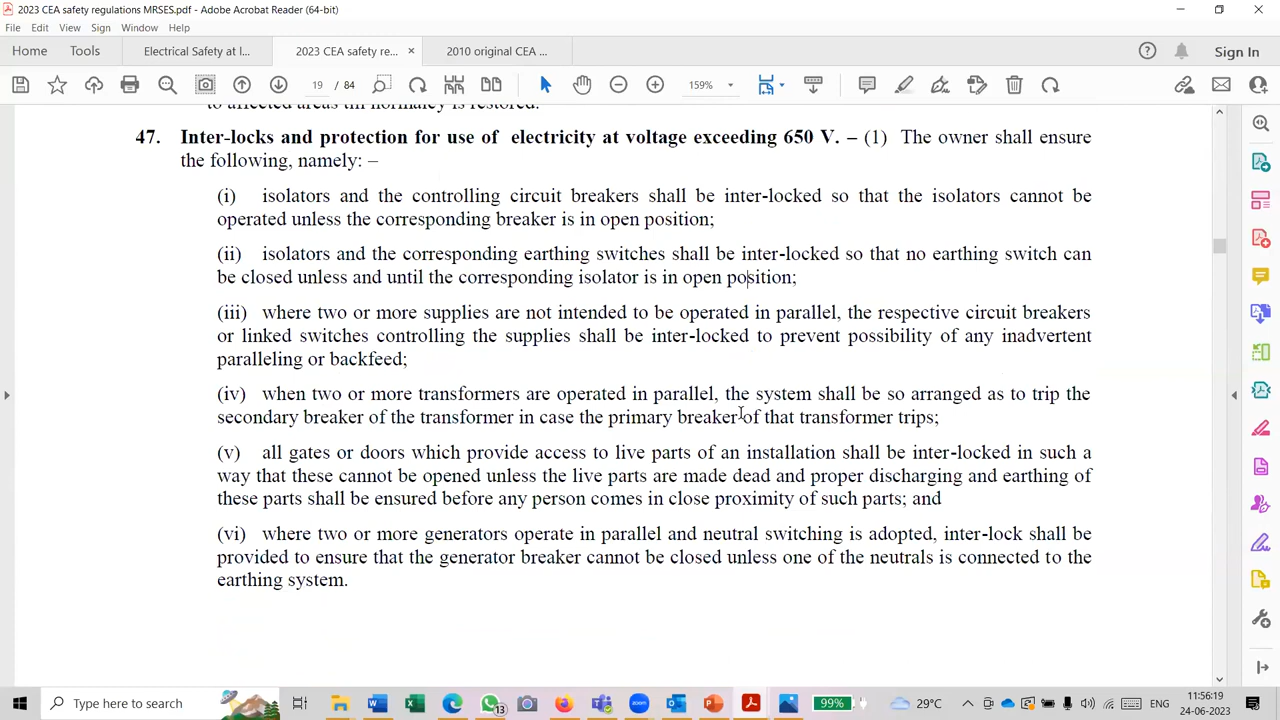 2023 CEA safety regulations MRSES.pdf - Adobe Acrobat Reader (64-bit)
File Edit View Sign Window Help
Home Tools Electrical Safety at I... 2023 CEA safety re... × 2010 original CEA ... Sign In
19 / 84 159%
to affected areas till normalcy is restored.
47. Inter-locks and protection for use of electricity at voltage exceeding 650 V. – (1) The owner shall ensure
the following, namely: –
(i) isolators and the controlling circuit breakers shall be inter-locked so that the isolators cannot be
operated unless the corresponding breaker is in open position;
(ii) isolators and the corresponding earthing switches shall be inter-locked so that no earthing switch can
be closed unless and until the corresponding isolator is in open position;
(iii) where two or more supplies are not intended to be operated in parallel, the respective circuit breakers
or linked switches controlling the supplies shall be inter-locked to prevent possibility of any inadvertent
paralleling or backfeed;
(iv) when two or more transformers are operated in parallel, the system shall be so arranged as to trip the
secondary breaker of the transformer in case the primary breaker of that transformer trips;
(v) all gates or doors which provide access to live parts of an installation shall be inter-locked in such a
way that these cannot be opened unless the live parts are made dead and proper discharging and earthing of
these parts shall be ensured before any person comes in close proximity of such parts; and
(vi) where two or more generators operate in parallel and neutral switching is adopted, inter-lock shall be
provided to ensure that the generator breaker cannot be closed unless one of the neutrals is connected to the
earthing system.
Type here to search 13 zoom 99% 29°C ENG 11:56:19
24-06-2023